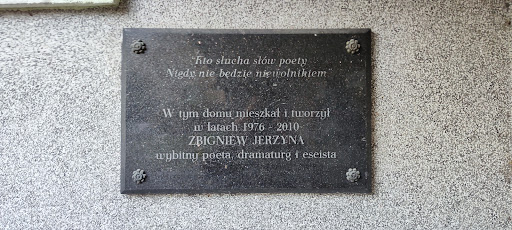 Kto słucha słów poety
Nigdy nie będzie niewolnikiem
W tym domu mieszkał i tworzył
w latach 1976 - 2010
ZBIGNIEW JERZYNA
wybitny poeta, dramaturg i eseista